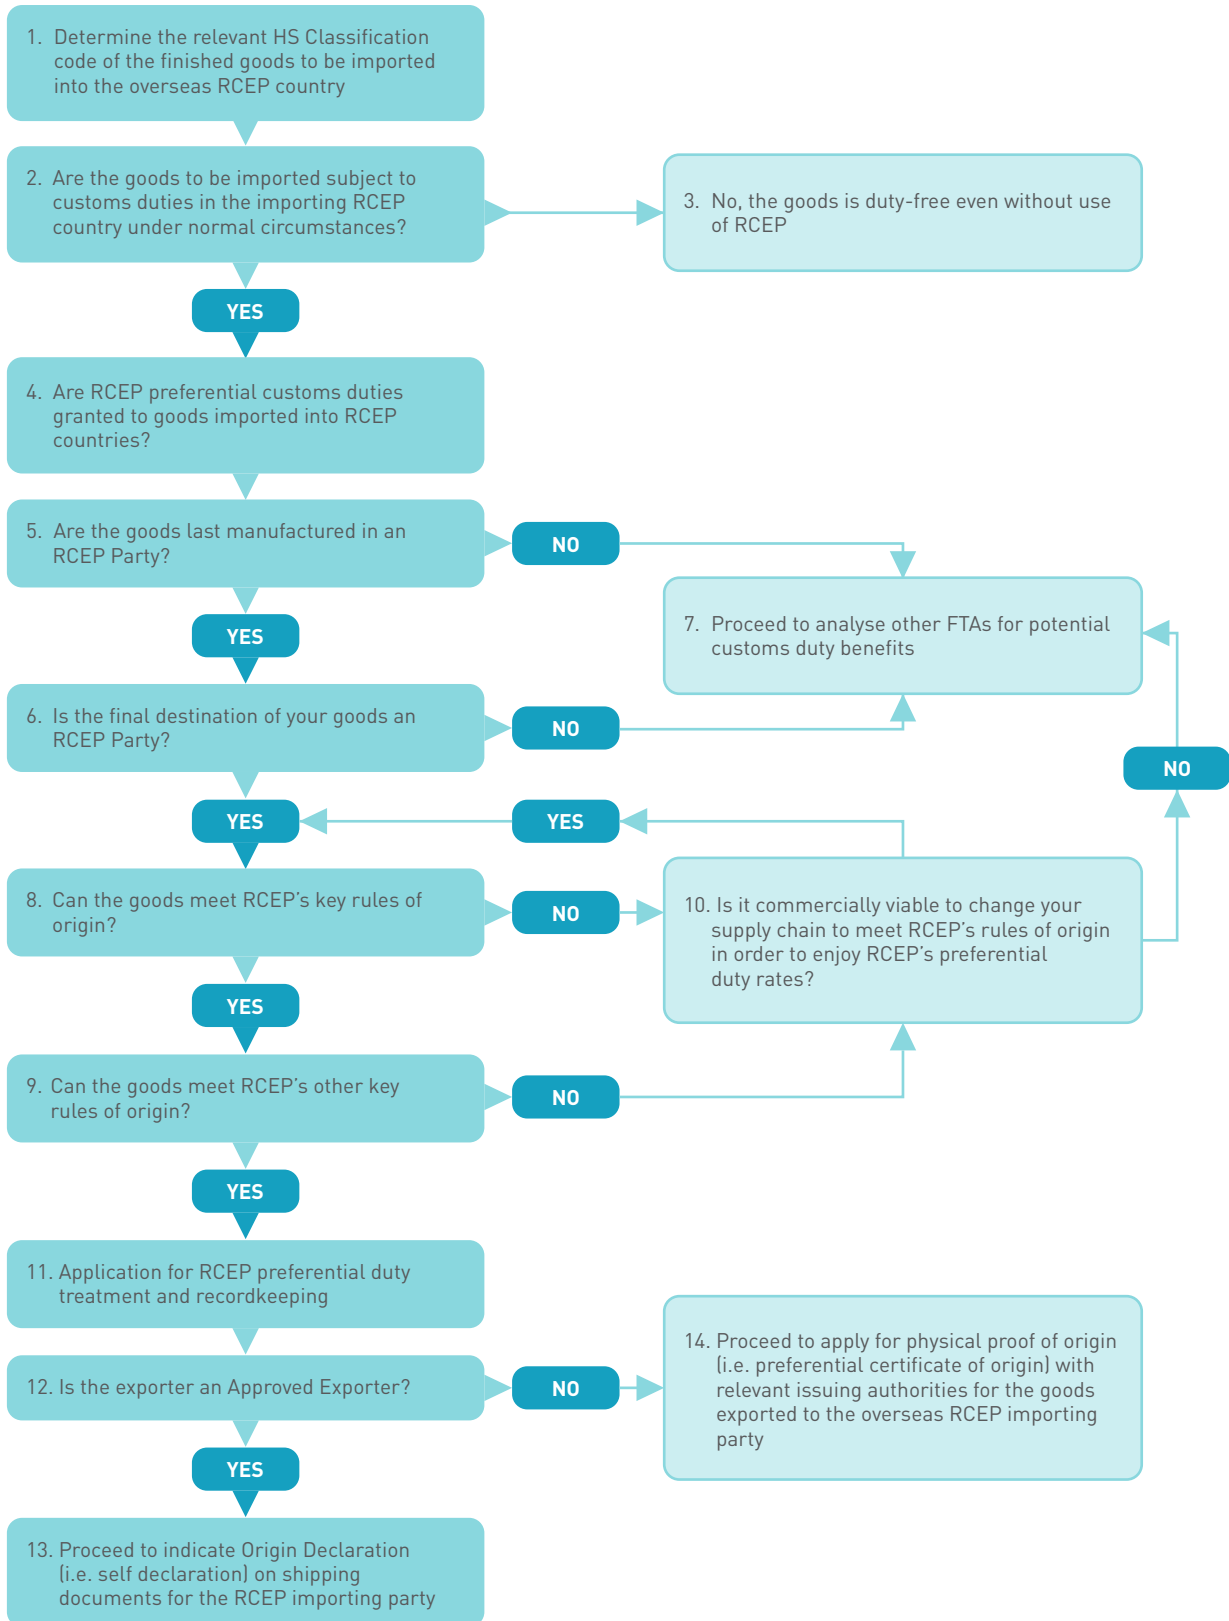 1. Determine the relevant HS Classification
code of the finished goods to be imported
into the overseas RCEP country
2. Are the goods to be imported subject to
customs duties in the importing RCEP
country under normal circumstances?
3. No, the goods is duty-free even without use
of RCEP
YES
4. Are RCEP preferential customs duties
granted to goods imported into RCEP
countries?
5. Are the goods last manufactured in an
RCEP Party?
NO
YES
7. Proceed to analyse other FTAs for potential
customs duty benefits
6. Is the final destination of your goods an
RCEP Party?
NO
NO
YES
YES
8. Can the goods meet RCEP’s key rules of
origin?
NO
10. Is it commercially viable to change your
supply chain to meet RCEP’s rules of origin
in order to enjoy RCEP’s preferential
duty rates?
YES
9. Can the goods meet RCEP’s other key
rules of origin?
NO
YES
11. Application for RCEP preferential duty
treatment and recordkeeping
12. Is the exporter an Approved Exporter?
NO
14. Proceed to apply for physical proof of origin
(i.e. preferential certificate of origin) with
relevant issuing authorities for the goods
exported to the overseas RCEP importing
party
YES
13. Proceed to indicate Origin Declaration
(i.e. self declaration) on shipping
documents for the RCEP importing party